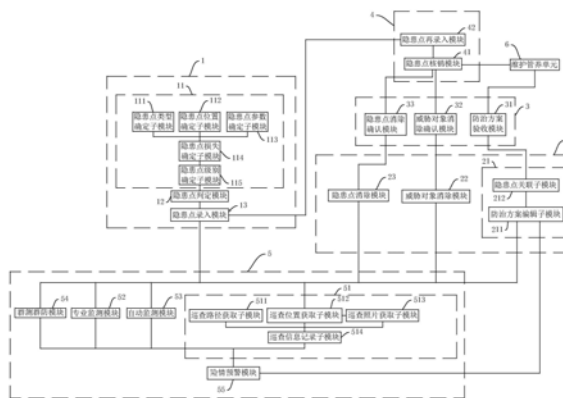 4
42
隐患点再录入模块
41
6
隐患点核销模块
维护管养单元
1
11
111
112
33
32
31
3
隐患点类型
确定子模块
隐患点位置
确定子模块
隐患点参数
确定子模块
113
隐患点消除
确认模块
威胁对象消
除确认模块
防治方案
验收模块
隐患点损失
确定子模块
114
隐患点级别
确定子模块
115
21
23
隐患点关联子模块
212
12
隐患点判定模块
13
隐患点消除模块
威胁对象消除模块
22
防治方案编辑子模块
211
隐患点录入模块
5
51
54
52
53
511
512
513
群测群防模块
专业监测模块
自动监测模块
巡查路径获取子模块
巡查位置获取子模块
巡查照片获取子模块
514
巡查信息记录子模块
险情预警模块
55